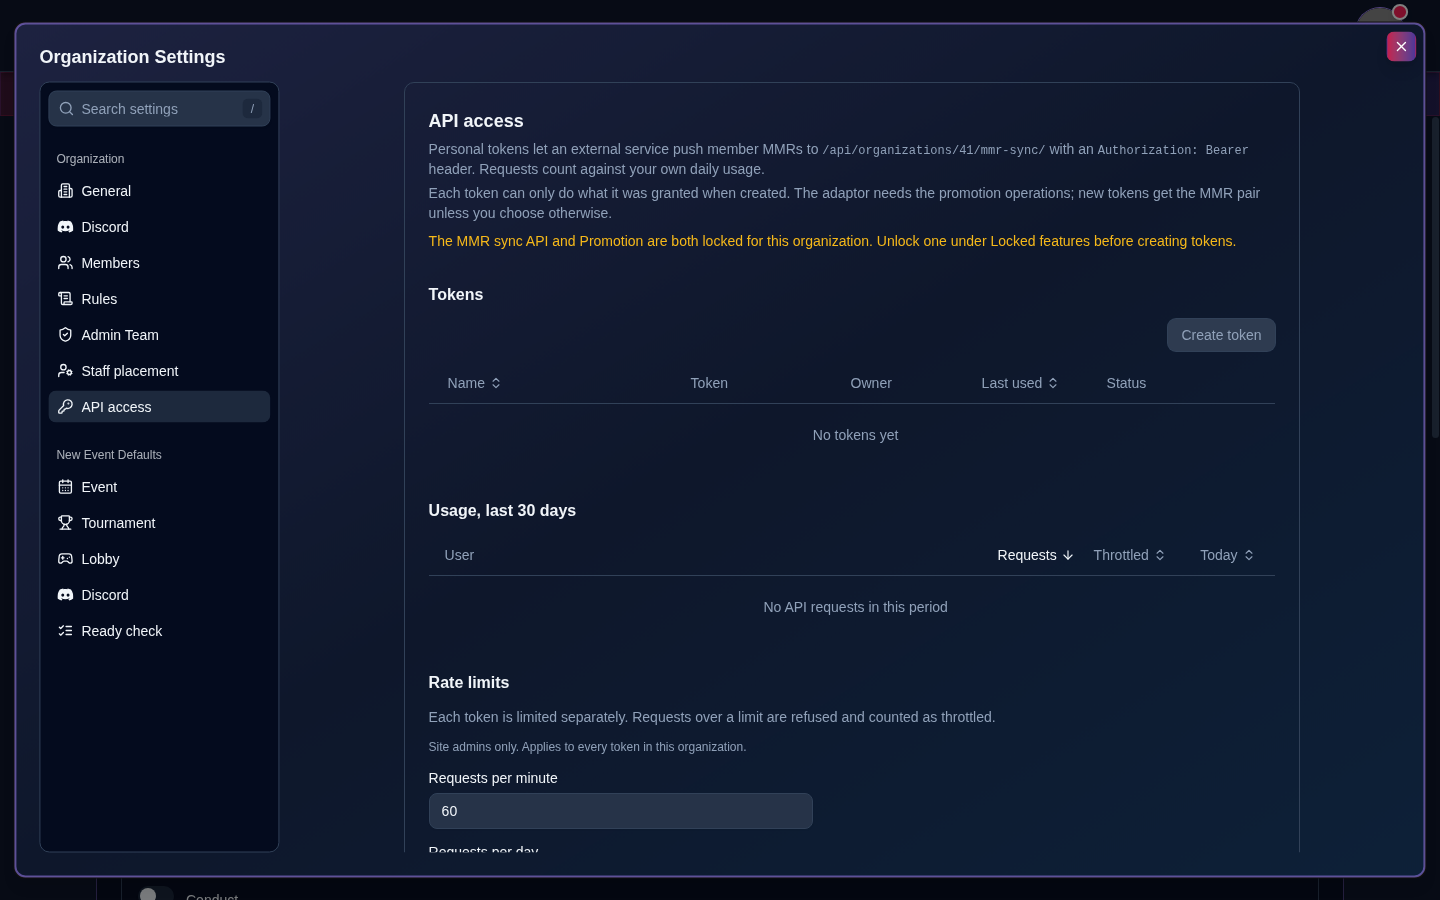 Organization Settings
Search settings /
Organization
General
Discord
Members
Rules
Admin Team
Staff placement
API access
New Event Defaults
Event
Tournament
Lobby
Discord
Ready check
API access
Personal tokens let an external service push member MMRs to /api/organizations/41/mmr-sync/ with an Authorization: Bearer
header. Requests count against your own daily usage.
Each token can only do what it was granted when created. The adaptor needs the promotion operations; new tokens get the MMR pair
unless you choose otherwise.
The MMR sync API and Promotion are both locked for this organization. Unlock one under Locked features before creating tokens.
Tokens
Create token
Name Token Owner Last used Status
No tokens yet
Usage, last 30 days
User Requests Throttled Today
No API requests in this period
Rate limits
Each token is limited separately. Requests over a limit are refused and counted as throttled.
Site admins only. Applies to every token in this organization.
Requests per minute
60
Requests per day
Conduct